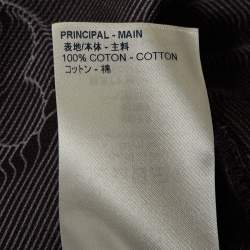 PRINCIPAL - MAIN
表地/本体 - 主料
100% COTON - COTTON
コットン - 棉